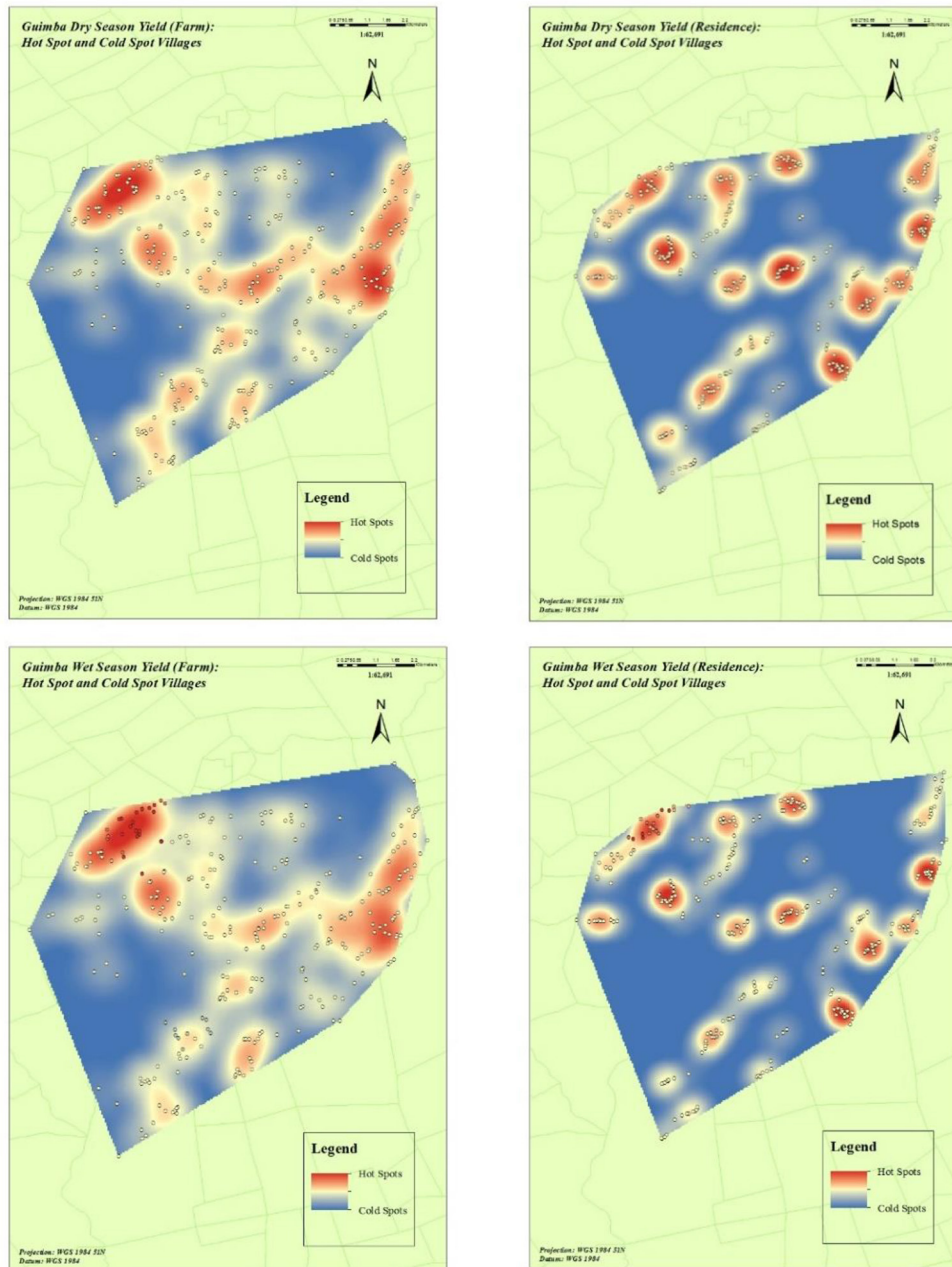 Guimba Dry Season Yield (Farm):
Hot Spot and Cold Spot Villages
1:62,691
N
Legend
Hot Spots
Cold Spots
Projection: WGS 1984 51N
Datum: WGS 1984
Guimba Dry Season Yield (Residence):
Hot Spot and Cold Spot Villages
1:62,691
N
Legend
Hot Spots
Cold Spots
Projection: WGS 1984 51N
Datum: WGS 1984
Guimba Wet Season Yield (Farm):
Hot Spot and Cold Spot Villages
1:62,691
N
Legend
Hot Spots
Cold Spots
Projection: WGS 1984 51N
Datum: WGS 1984
Guimba Wet Season Yield (Residence):
Hot Spot and Cold Spot Villages
1:62,691
N
Legend
Hot Spots
Cold Spots
Projection: WGS 1984 51N
Datum: WGS 1984